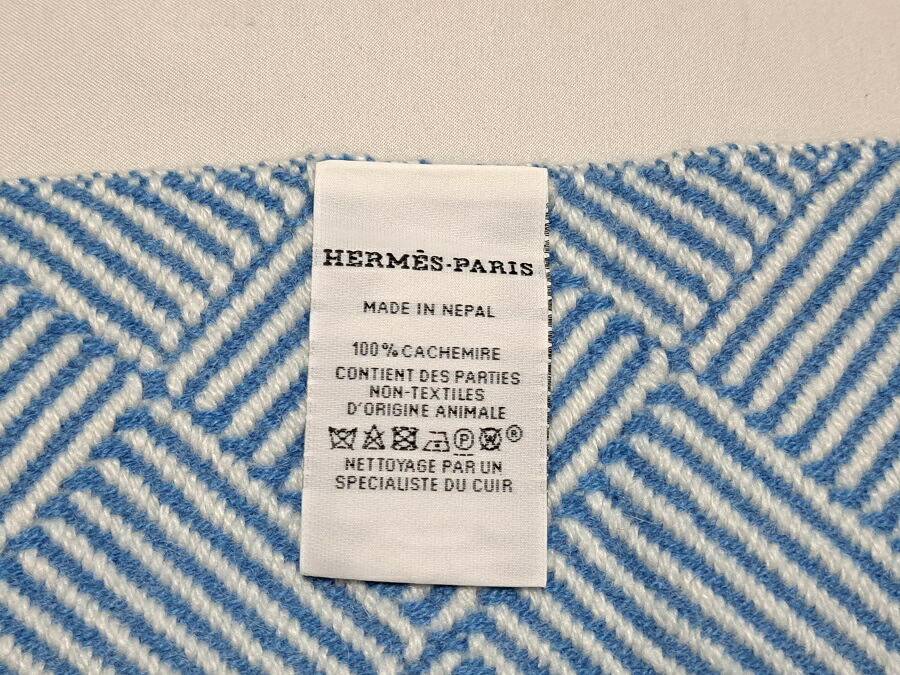 HERMÈS-PARIS
MADE IN NEPAL
100% CACHEMIRE
CONTIENT DES PARTIES
NON-TEXTILES
D'ORIGINE ANIMALE
P W ®
NETTOYAGE PAR UN
SPECIALISTE DU CUIR